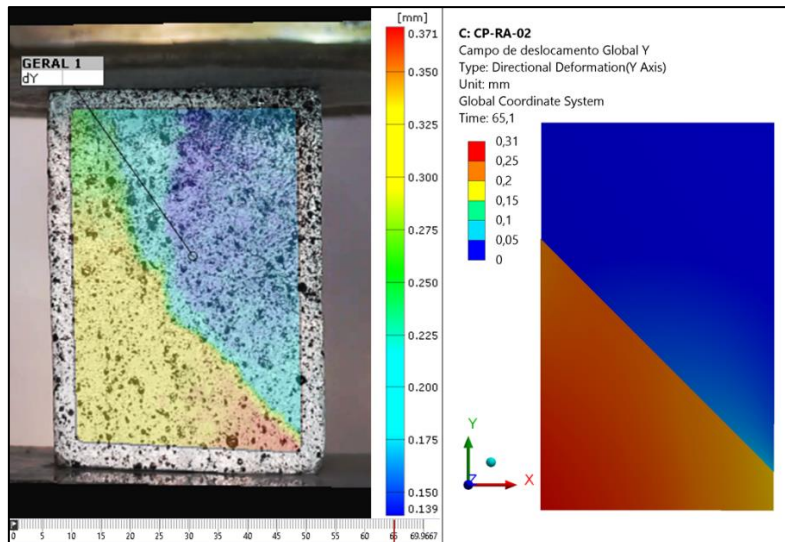 GERAL 1
dY
[mm]
0.371
0.350
0.325
0.300
0.275
0.250
0.225
0.200
0.175
0.150
0.139
0 5 10 15 20 25 30 35 40 45 50 55 60 65 69.9667
C: CP-RA-02
Campo de deslocamento Global Y
Type: Directional Deformation(Y Axis)
Unit: mm
Global Coordinate System
Time: 65,1
0,31
0,25
0,2
0,15
0,1
0,05
0
Y
Z
X